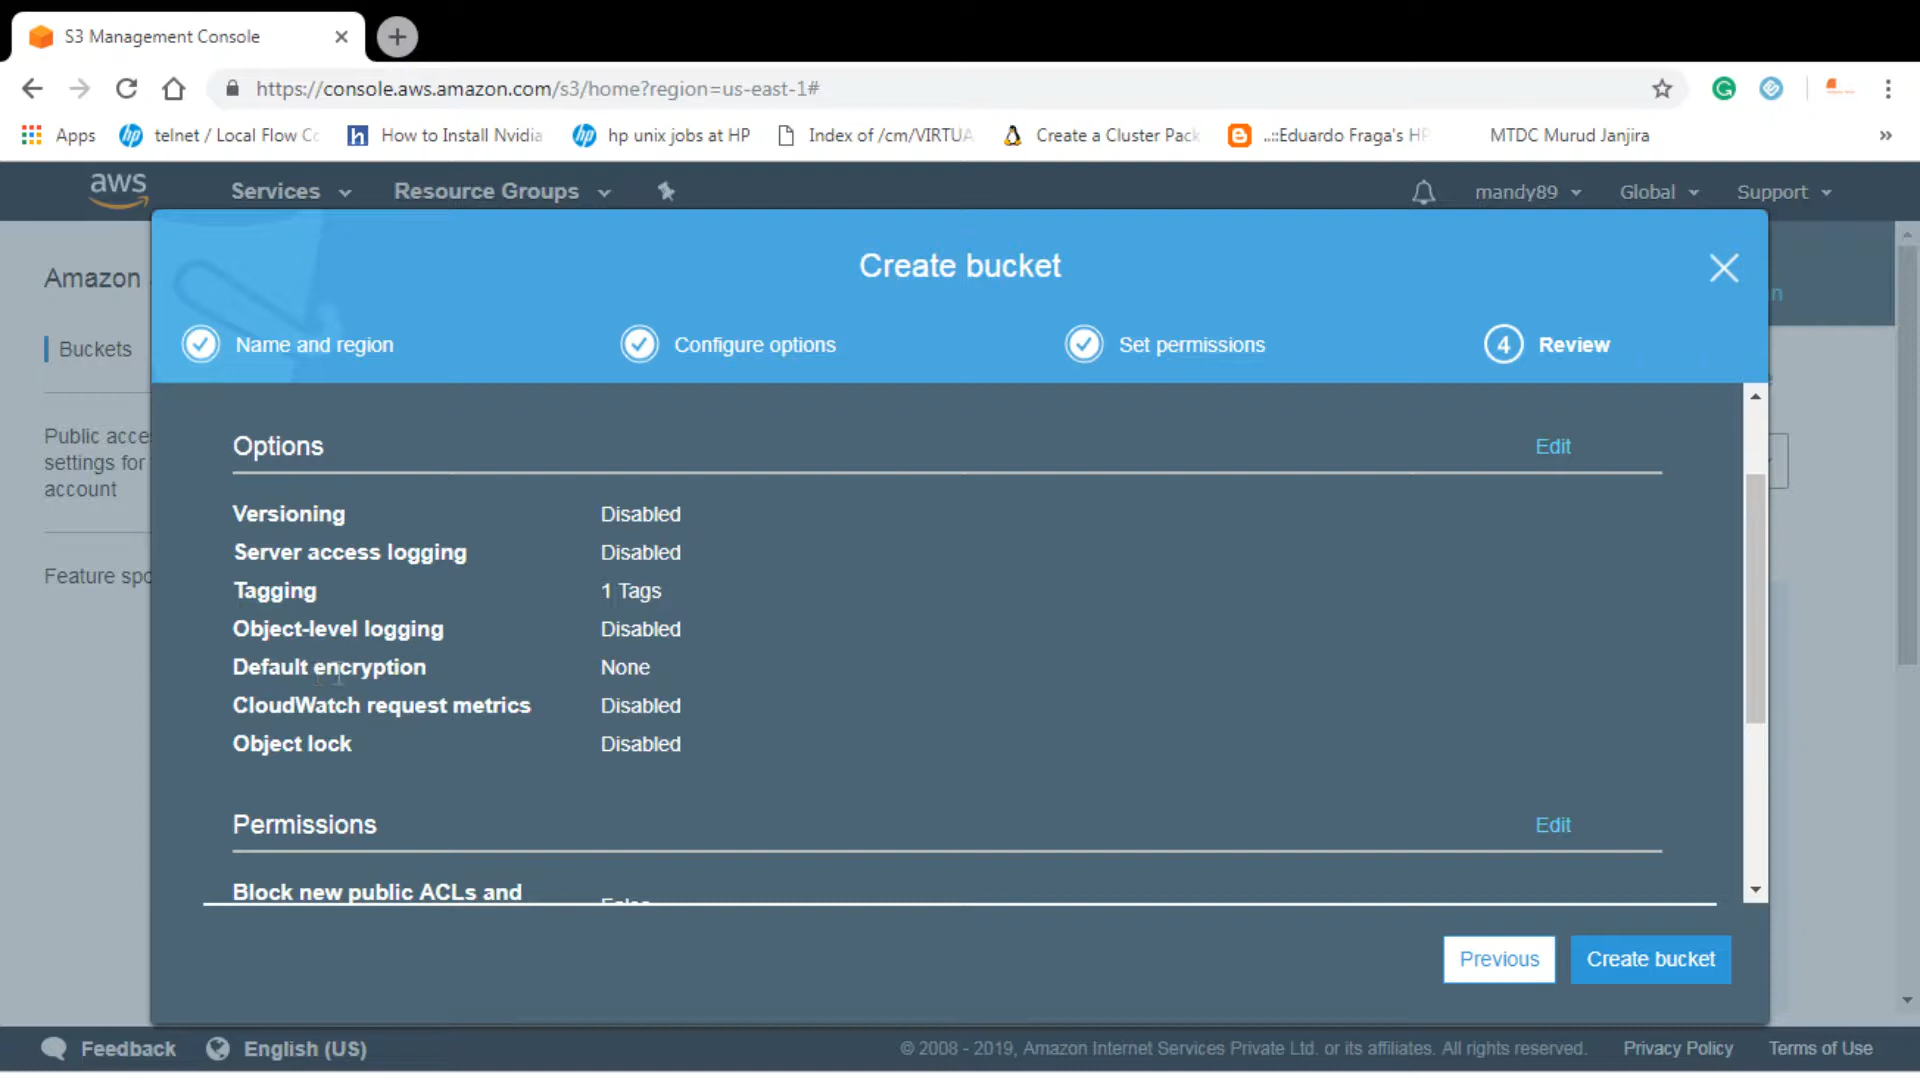 S3 Management Console
https://console.aws.amazon.com/s3/home?region=us-east-1#
Apps
telnet / Local Flow Co
How to Install Nvidia
hp unix jobs at HP
Index of /cm/VIRTUA
Create a Cluster Pack
..::Eduardo Fraga's HP
MTDC Murud Janjira
»
aws
Services
Resource Groups
mandy89
Global
Support
Create bucket
Name and region
Configure options
Set permissions
4 Review
Amazon
Buckets
Public acce
settings for
account
Feature spo
n
Options
Edit
Versioning Disabled
Server access logging Disabled
Tagging 1 Tags
Object-level logging Disabled
Default encryption None
CloudWatch request metrics Disabled
Object lock Disabled
Permissions
Edit
Block new public ACLs and
Previous
Create bucket
Feedback
English (US)
© 2008 - 2019, Amazon Internet Services Private Ltd. or its affiliates. All rights reserved.
Privacy Policy
Terms of Use